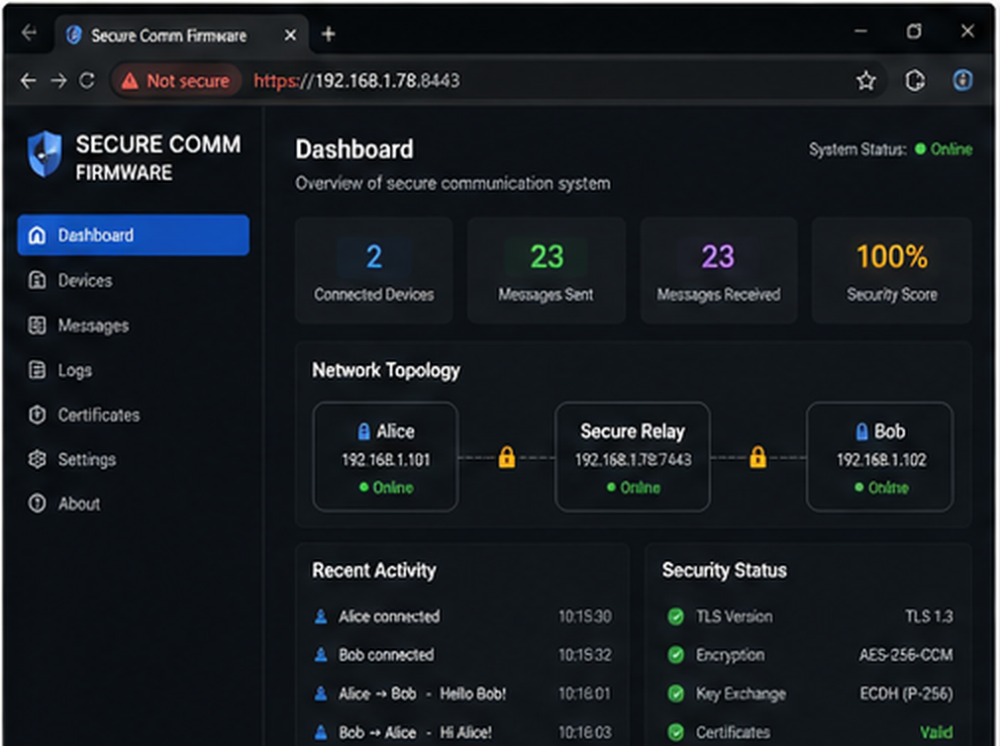 Secure Comm Firmware
Not secure https://192.168.1.78.8443
SECURE COMM
FIRMWARE
Dashboard
Devices
Messages
Logs
Certificates
Settings
About
Dashboard
System Status: Online
Overview of secure communication system
2
Connected Devices
23
Messages Sent
23
Messages Received
100%
Security Score
Network Topology
Alice
192.168.1.101
Online
Secure Relay
192.168.1.78:7443
Online
Bob
192.168.1.102
Online
Recent Activity
Alice connected 10:15:30
Bob connected 10:15:32
Alice → Bob - Hello Bob! 10:16:01
Bob → Alice - Hi Alice! 10:16:03
Security Status
TLS Version TLS 1.3
Encryption AES-256-CCM
Key Exchange ECDH (P-256)
Certificates Valid